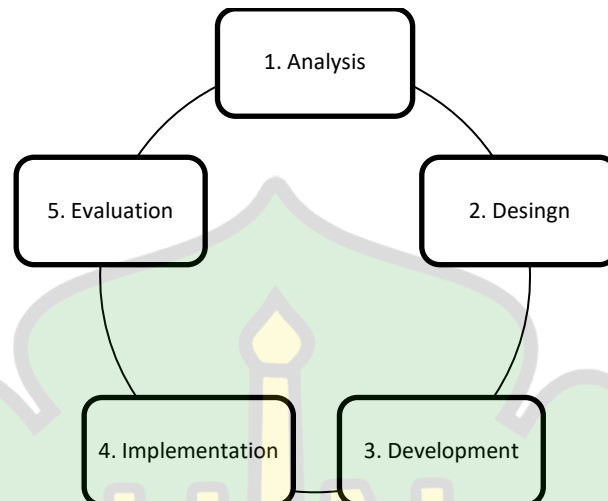 1. Analysis
2. Desingn
3. Development
4. Implementation
5. Evaluation